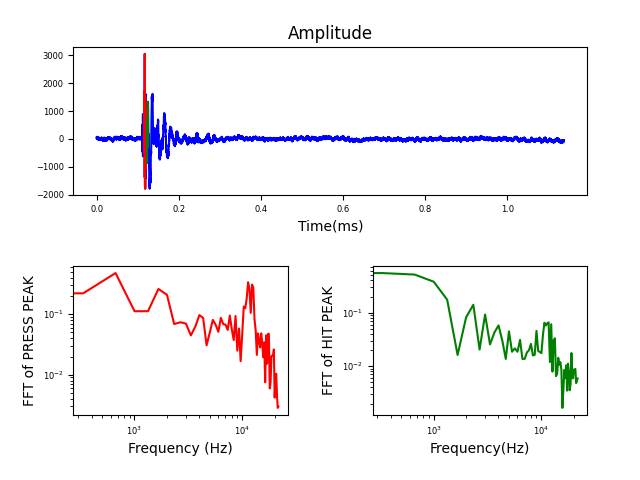 Amplitude
3000
2000
1000
0
−1000
−2000
0.0 0.2 0.4 0.6 0.8 1.0
Time(ms)
FFT of PRESS PEAK
10⁻¹
10⁻²
10³ 10⁴
Frequency (Hz)
FFT of HIT PEAK
10⁻¹
10⁻²
10³ 10⁴
Frequency(Hz)